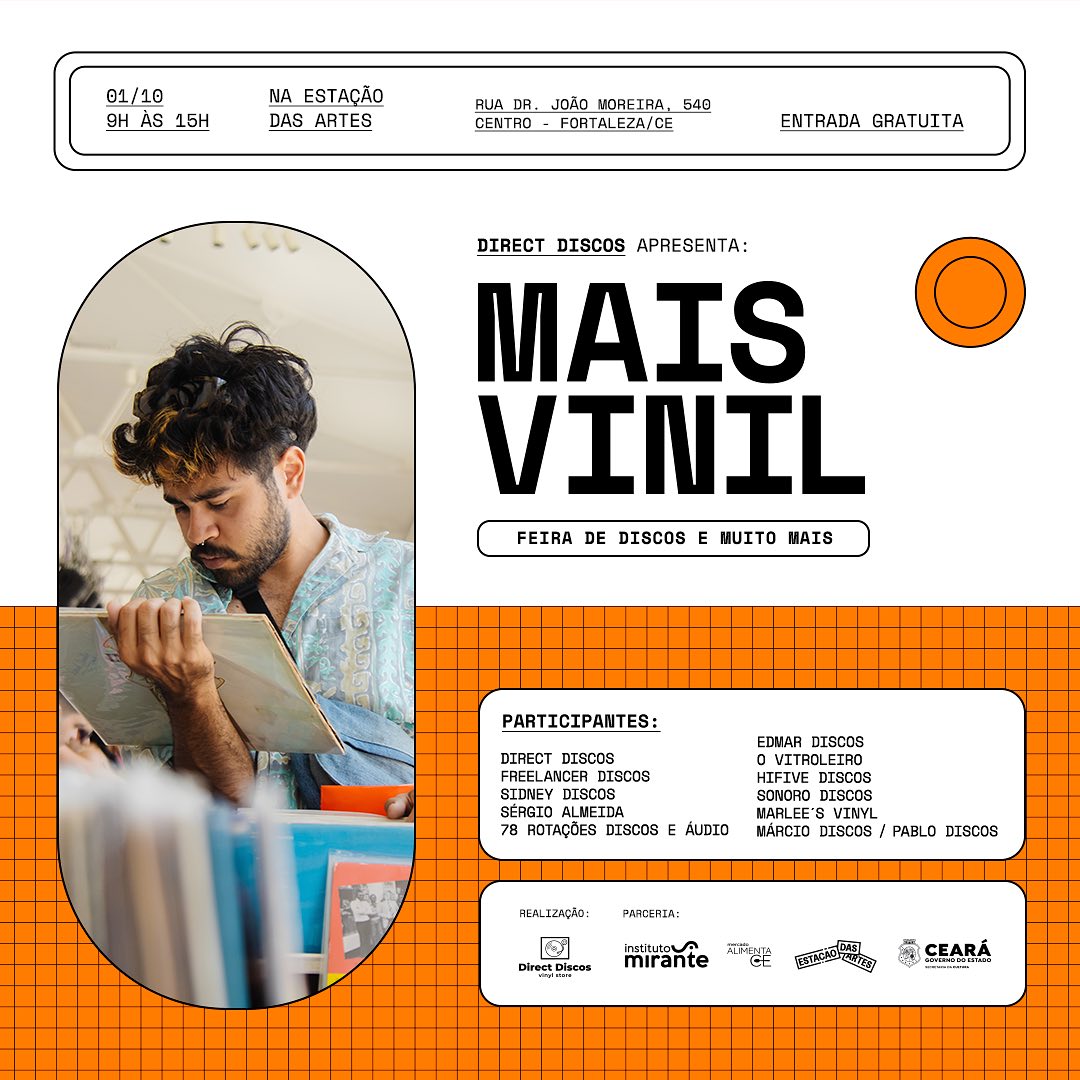 01/10
9H ÀS 15H
NA ESTAÇÃO
DAS ARTES
RUA DR. JOÃO MOREIRA, 540
CENTRO - FORTALEZA/CE
ENTRADA GRATUITA
DIRECT DISCOS APRESENTA:
MAIS
VINIL
FEIRA DE DISCOS E MUITO MAIS
PARTICIPANTES:
DIRECT DISCOS
FREELANCER DISCOS
SIDNEY DISCOS
SÉRGIO ALMEIDA
78 ROTAÇÕES DISCOS E ÁUDIO
EDMAR DISCOS
O VITROLEIRO
HIFIVE DISCOS
SONORO DISCOS
MARLEE´S VINYL
MÁRCIO DISCOS / PABLO DISCOS
REALIZAÇÃO:
PARCERIA:
Direct Discos
vinyl store
instituto
mirante
mercado
ALIMENTA
CE
ESTACAO DAS
ARTES
CEARÁ
GOVERNO DO ESTADO
SECRETARIA DA CULTURA